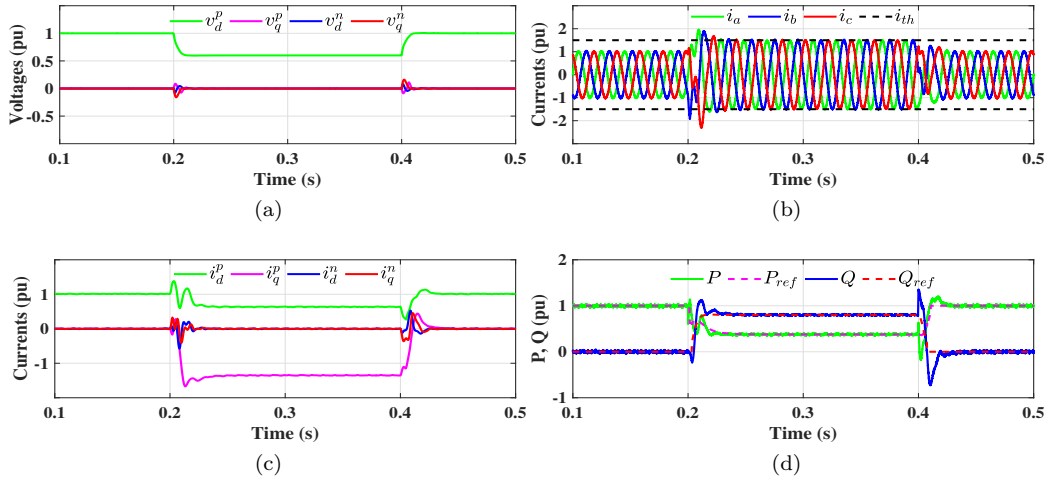 v_d^p v_q^p v_d^n v_q^n
Voltages (pu)
1
0.5
0
-0.5
0.1 0.2 0.3 0.4 0.5
Time (s)
(a)
i_a i_b i_c i_th
Currents (pu)
2
1
0
-1
-2
0.1 0.2 0.3 0.4 0.5
Time (s)
(b)
i_d^p i_q^p i_d^n i_q^n
Currents (pu)
1
0
-1
0.1 0.2 0.3 0.4 0.5
Time (s)
(c)
P P_ref Q Q_ref
P, Q (pu)
2
1
0
-1
0.1 0.2 0.3 0.4 0.5
Time (s)
(d)